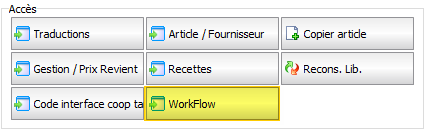 Accès
Traductions
Article / Fournisseur
Copier article
Gestion / Prix Revient
Recettes
Recons. Lib.
Code interface coop ta
WorkFlow